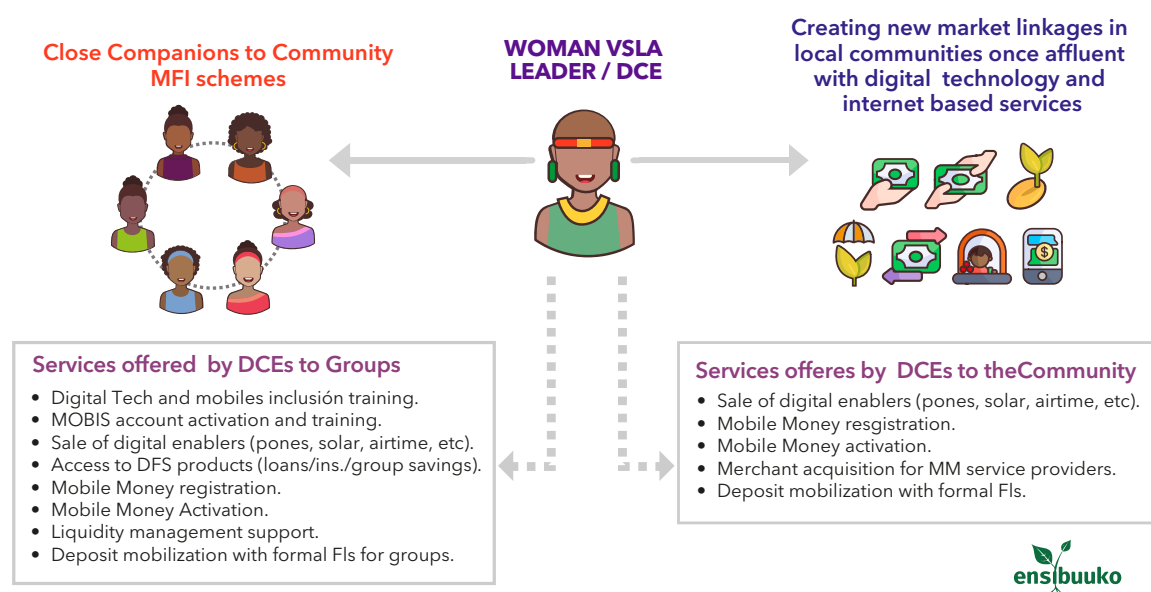 Close Companions to Community
MFI schemes
WOMAN VSLA
LEADER / DCE
Creating new market linkages in
local communities once affluent
with digital technology and
internet based services
$
Services offered by DCEs to Groups
• Digital Tech and mobiles inclusión training.
• MOBIS account activation and training.
• Sale of digital enablers (pones, solar, airtime, etc).
• Access to DFS products (loans/ins./group savings).
• Mobile Money registration.
• Mobile Money Activation.
• Liquidity management support.
• Deposit mobilization with formal Fls for groups.
Services offeres by DCEs to theCommunity
• Sale of digital enablers (pones, solar, airtime, etc).
• Mobile Money resgistration.
• Mobile Money activation.
• Merchant acquisition for MM service providers.
• Deposit mobilization with formal Fls.
ensibuuko